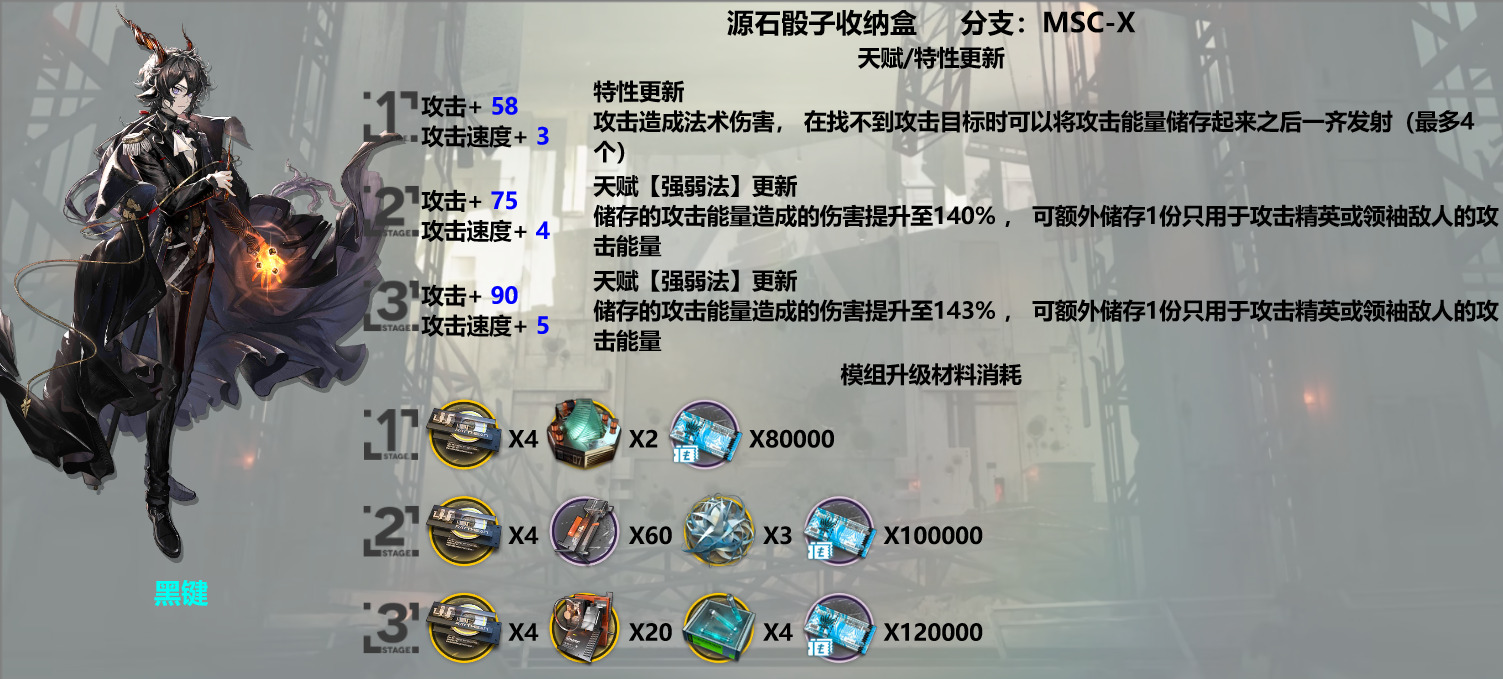 源石骰子收纳盒 分支：MSC-X
天赋/特性更新
1
STAGE.
攻击+ 58
攻击速度+ 3
特性更新
攻击造成法术伤害， 在找不到攻击目标时可以将攻击能量储存起来之后一齐发射（最多4
个）
2
STAGE.
攻击+ 75
攻击速度+ 4
天赋【强弱法】更新
储存的攻击能量造成的伤害提升至140% ， 可额外储存1份只用于攻击精英或领袖敌人的攻
击能量
3
STAGE.
攻击+ 90
攻击速度+ 5
天赋【强弱法】更新
储存的攻击能量造成的伤害提升至143% ， 可额外储存1份只用于攻击精英或领袖敌人的攻
击能量
模组升级材料消耗
1
STAGE.
X4 X2 X80000
2
STAGE.
X4 X60 X3 X100000
3
STAGE.
X4 X20 X4 X120000
黑键